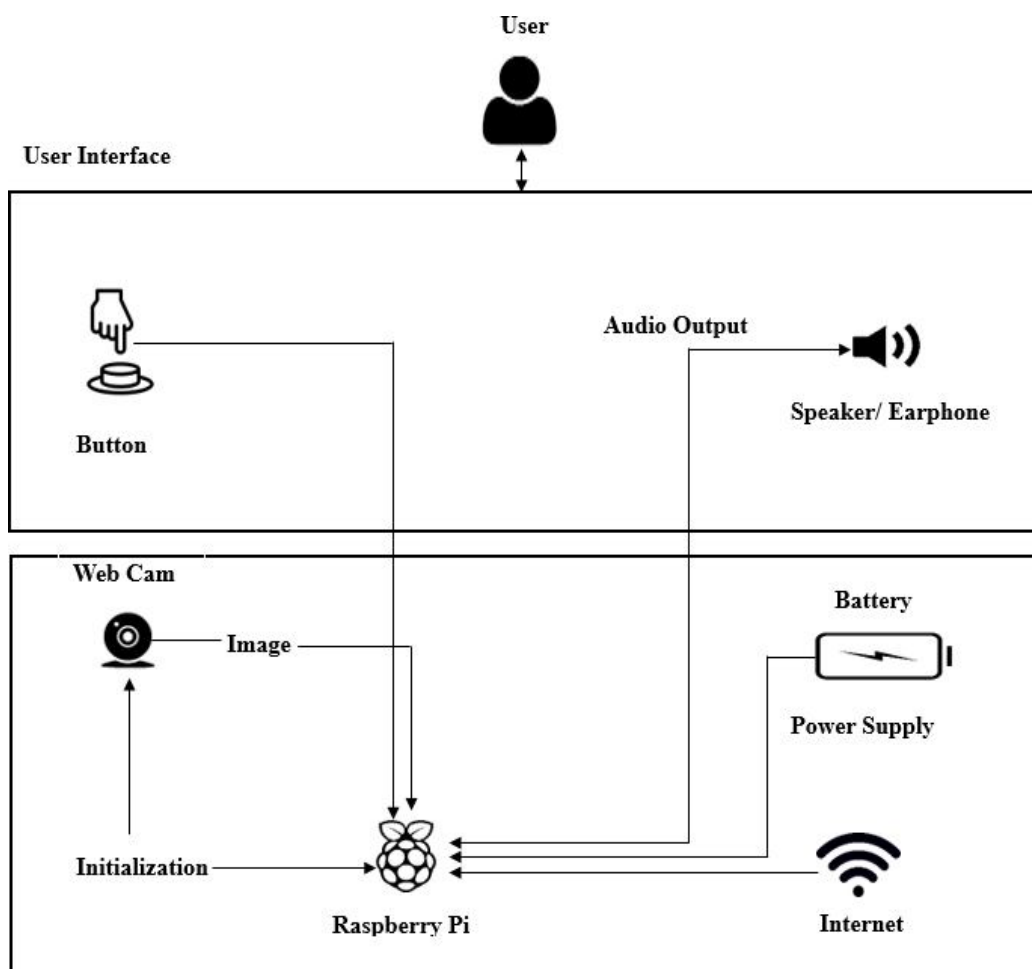 User
User Interface
Audio Output
Speaker/ Earphone
Button
Web Cam
Battery
Image
Power Supply
Initialization
Raspberry Pi
Internet